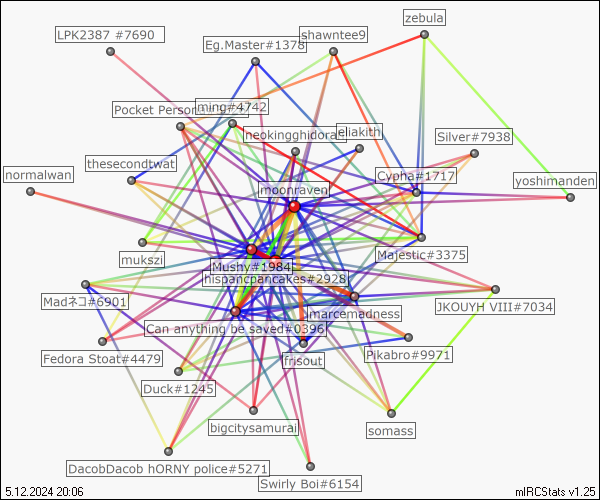 zebula
LPK2387 #7690
shawntee9
Eg.Master#1378
Pocket Person
ming#4742
Silver#7938
neokingghidorah
eliakith
thesecondtwat
Cypha#1717
normalwan
moonraven
yoshimanden
Majestic#3375
mukszi
Mushy#1984
hispancpancakes#2928
Madネコ#6901
JKOUYH VIII#7034
marcemadness
Can anything be saved#0396
Fedora Stoat#4479
frisout
Pikabro#9971
Duck#1245
bigcitysamurai
somass
DacobDacob hORNY police#5271
Swirly Boi#6154
5.12.2024 20:06
mIRCStats v1.25